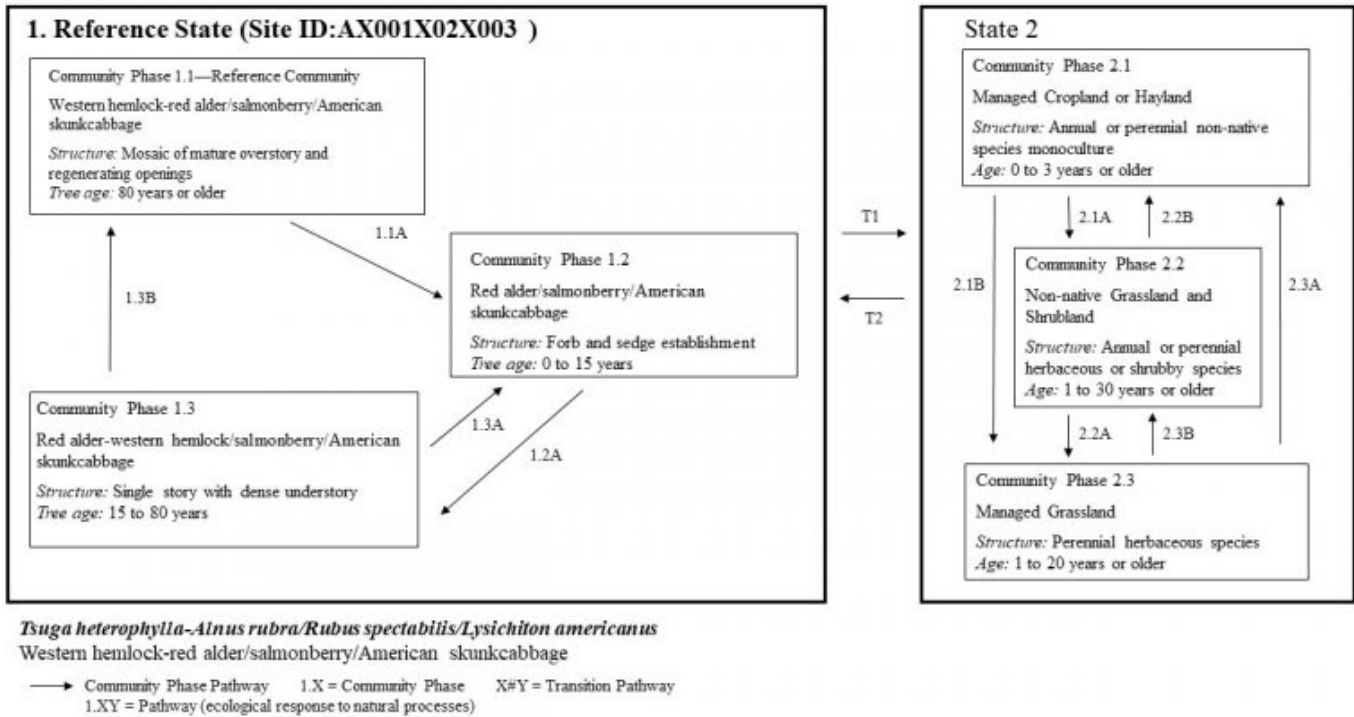 1. Reference State (Site ID:AX001X02X003 )
Community Phase 1.1—Reference Community
Western hemlock-red alder/salmonberry/American
skunkcabbage
Structure: Mosaic of mature overstory and
regenerating openings
Tree age: 80 years or older
1.1A
1.3B
Community Phase 1.2
Red alder/salmonberry/American
skunkcabbage
Structure: Forb and sedge establishment
Tree age: 0 to 15 years
Community Phase 1.3
Red alder-western hemlock/salmonberry/American
skunkcabbage
Structure: Single story with dense understory
Tree age: 15 to 80 years
1.3A
1.2A
T1
T2
State 2
Community Phase 2.1
Managed Cropland or Hayland
Structure: Annual or perennial non-native
species monoculture
Age: 0 to 3 years or older
2.1A
2.2B
2.1B
2.3A
Community Phase 2.2
Non-native Grassland and
Shrubland
Structure: Annual or perennial
herbaceous or shrubby species
Age: 1 to 30 years or older
2.2A
2.3B
Community Phase 2.3
Managed Grassland
Structure: Perennial herbaceous species
Age: 1 to 20 years or older
Tsuga heterophylla-Alnus rubra/Rubus spectabilis/Lysichiton americanus
Western hemlock-red alder/salmonberry/American skunkcabbage
Community Phase Pathway 1.X = Community Phase X#Y = Transition Pathway
1.XY = Pathway (ecological response to natural processes)